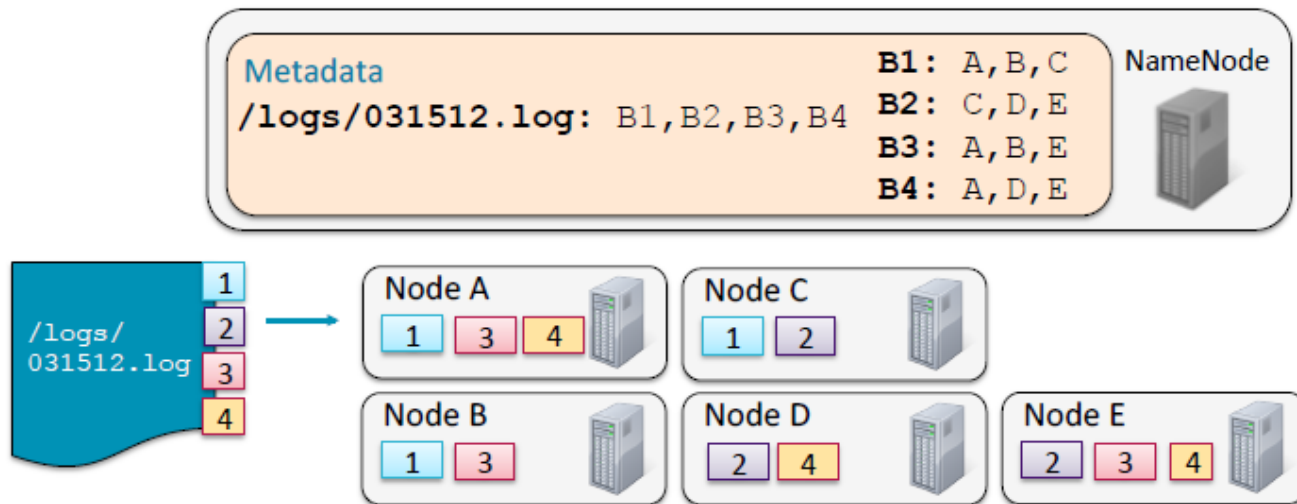 Metadata
/logs/031512.log: B1,B2,B3,B4
B1: A,B,C
B2: C,D,E
B3: A,B,E
B4: A,D,E
NameNode
/logs/
031512.log
1
2
3
4
Node A
1 3 4
Node C
1 2
Node B
1 3
Node D
2 4
Node E
2 3 4